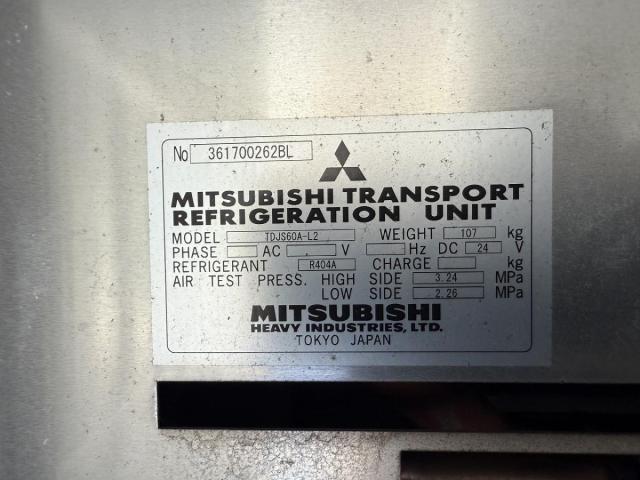 No 361700262BL
MITSUBISHI TRANSPORT
REFRIGERATION UNIT
MODEL TDJS60A-L2 WEIGHT 107 kg
PHASE AC V Hz DC 24 V
REFRIGERANT R404A CHARGE kg
AIR TEST PRESS. HIGH SIDE 3.24 MPa
LOW SIDE 2.26 MPa
MITSUBISHI
HEAVY INDUSTRIES, LTD.
TOKYO JAPAN